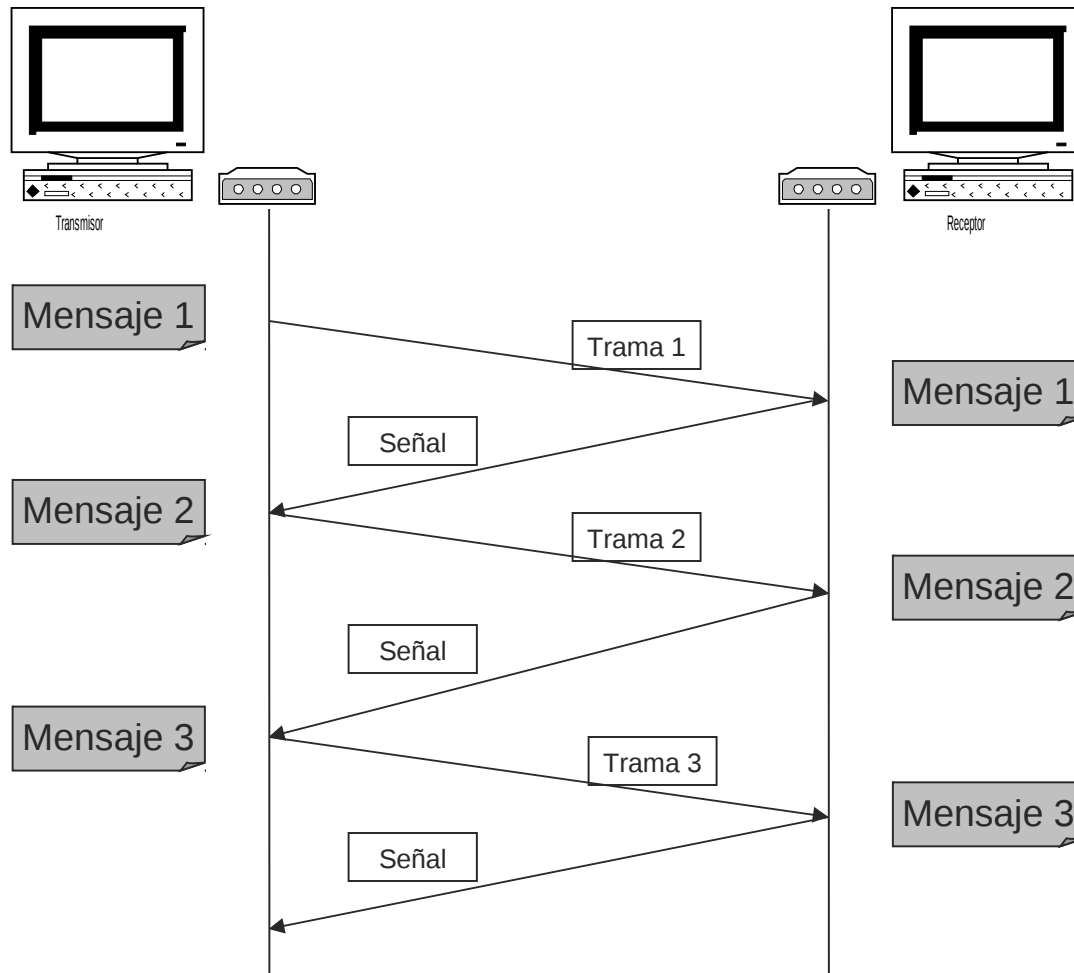 Transmisor
Receptor
Mensaje 1
Trama 1
Mensaje 1
Señal
Mensaje 2
Trama 2
Mensaje 2
Señal
Mensaje 3
Trama 3
Mensaje 3
Señal